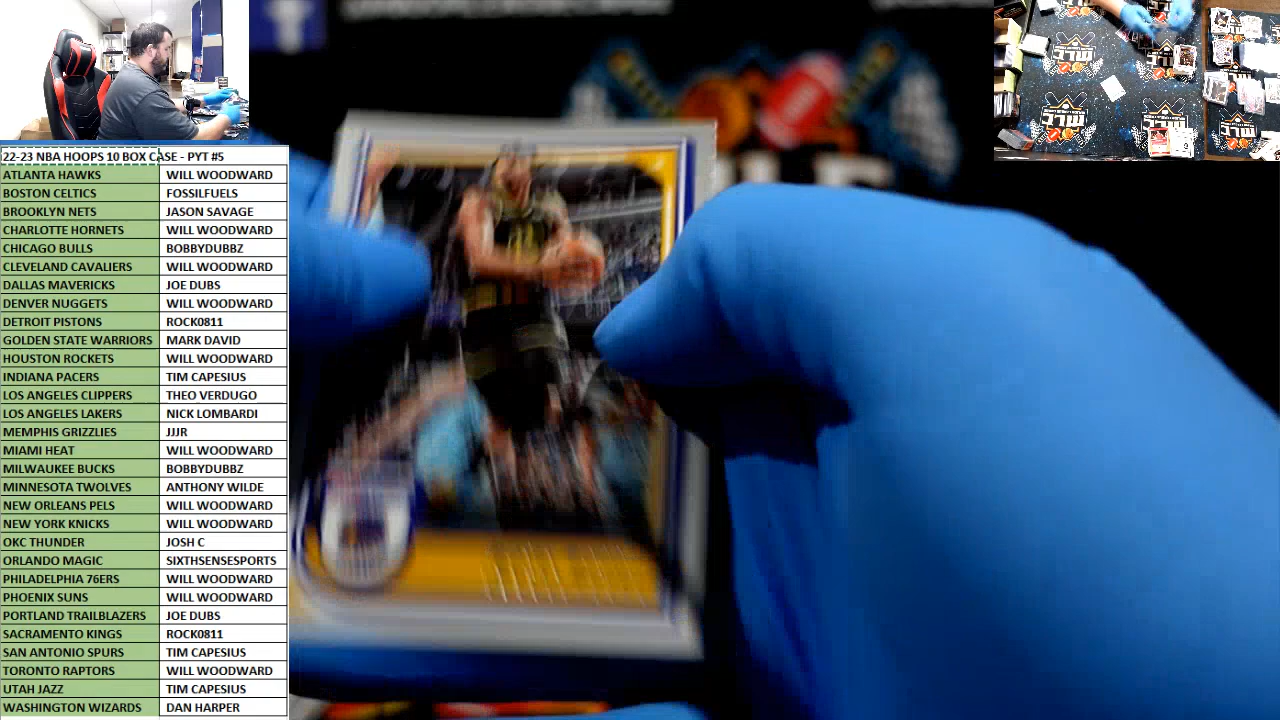 22-23 NBA HOOPS 10 BOX CASE - PYT #5
ATLANTA HAWKS WILL WOODWARD
BOSTON CELTICS FOSSILFUELS
BROOKLYN NETS JASON SAVAGE
CHARLOTTE HORNETS WILL WOODWARD
CHICAGO BULLS BOBBYDUBBZ
CLEVELAND CAVALIERS WILL WOODWARD
DALLAS MAVERICKS JOE DUBS
DENVER NUGGETS WILL WOODWARD
DETROIT PISTONS ROCK0811
GOLDEN STATE WARRIORS MARK DAVID
HOUSTON ROCKETS WILL WOODWARD
INDIANA PACERS TIM CAPESIUS
LOS ANGELES CLIPPERS THEO VERDUGO
LOS ANGELES LAKERS NICK LOMBARDI
MEMPHIS GRIZZLIES JJJR
MIAMI HEAT WILL WOODWARD
MILWAUKEE BUCKS BOBBYDUBBZ
MINNESOTA TWOLVES ANTHONY WILDE
NEW ORLEANS PELS WILL WOODWARD
NEW YORK KNICKS WILL WOODWARD
OKC THUNDER JOSH C
ORLANDO MAGIC SIXTHSENSESPORTS
PHILADELPHIA 76ERS WILL WOODWARD
PHOENIX SUNS WILL WOODWARD
PORTLAND TRAILBLAZERS JOE DUBS
SACRAMENTO KINGS ROCK0811
SAN ANTONIO SPURS TIM CAPESIUS
TORONTO RAPTORS WILL WOODWARD
UTAH JAZZ TIM CAPESIUS
WASHINGTON WIZARDS DAN HARPER